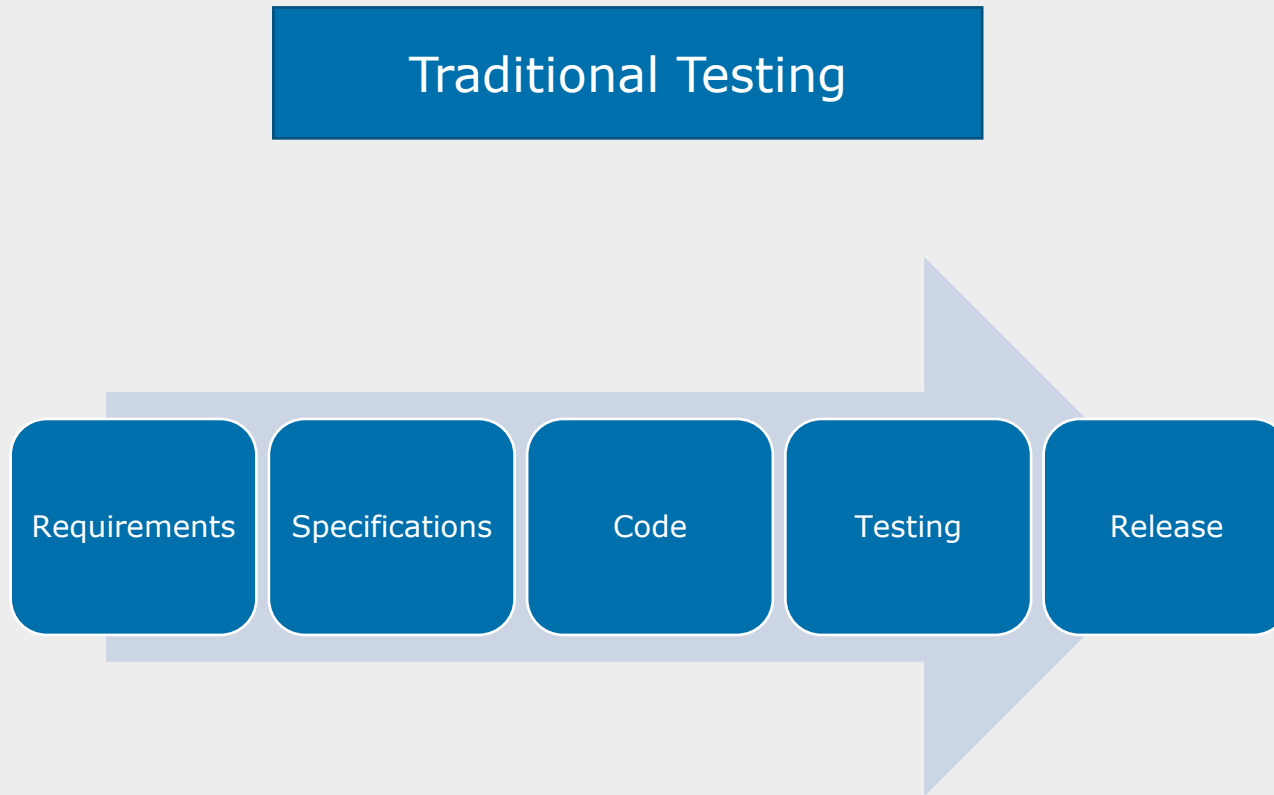 Traditional Testing
Requirements
Specifications
Code
Testing
Release